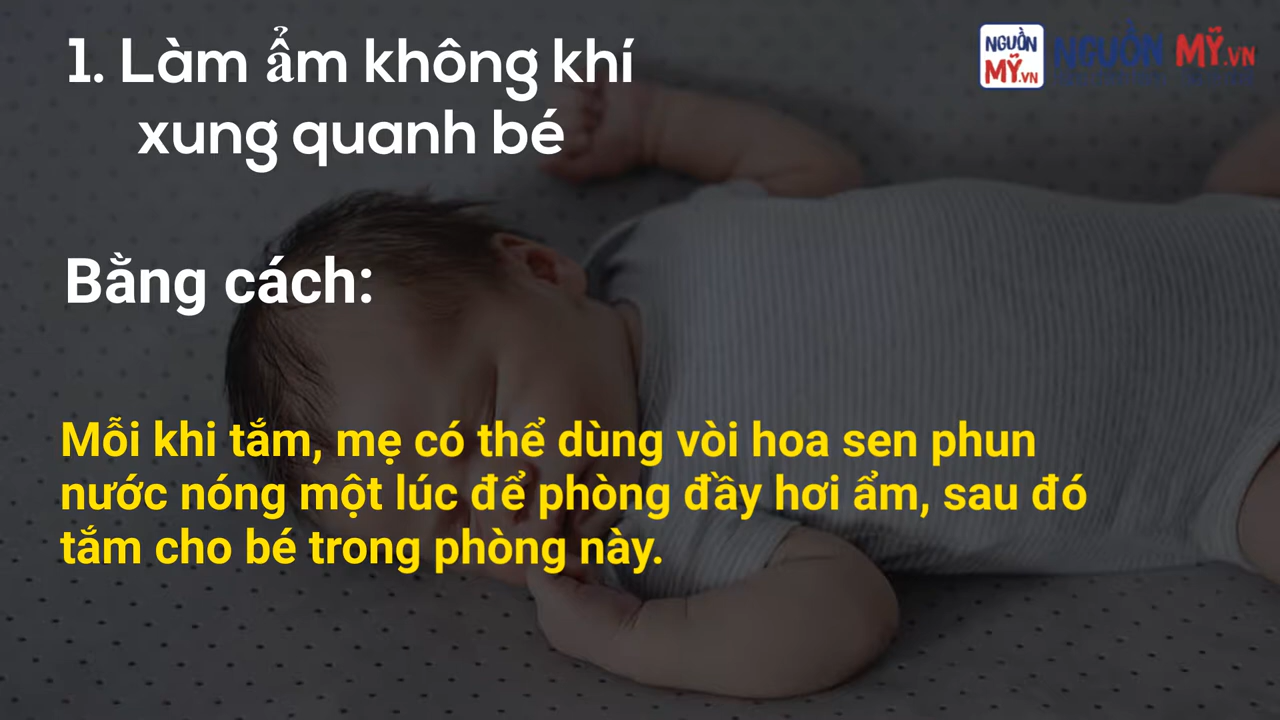 1. Làm ẩm không khí
xung quanh bé
NGUỒN
MỸ.VN
NGUỒN MỸ.VN
Bằng cách:
Mỗi khi tắm, mẹ có thể dùng vòi hoa sen phun
nước nóng một lúc để phòng đầy hơi ẩm, sau đó
tắm cho bé trong phòng này.